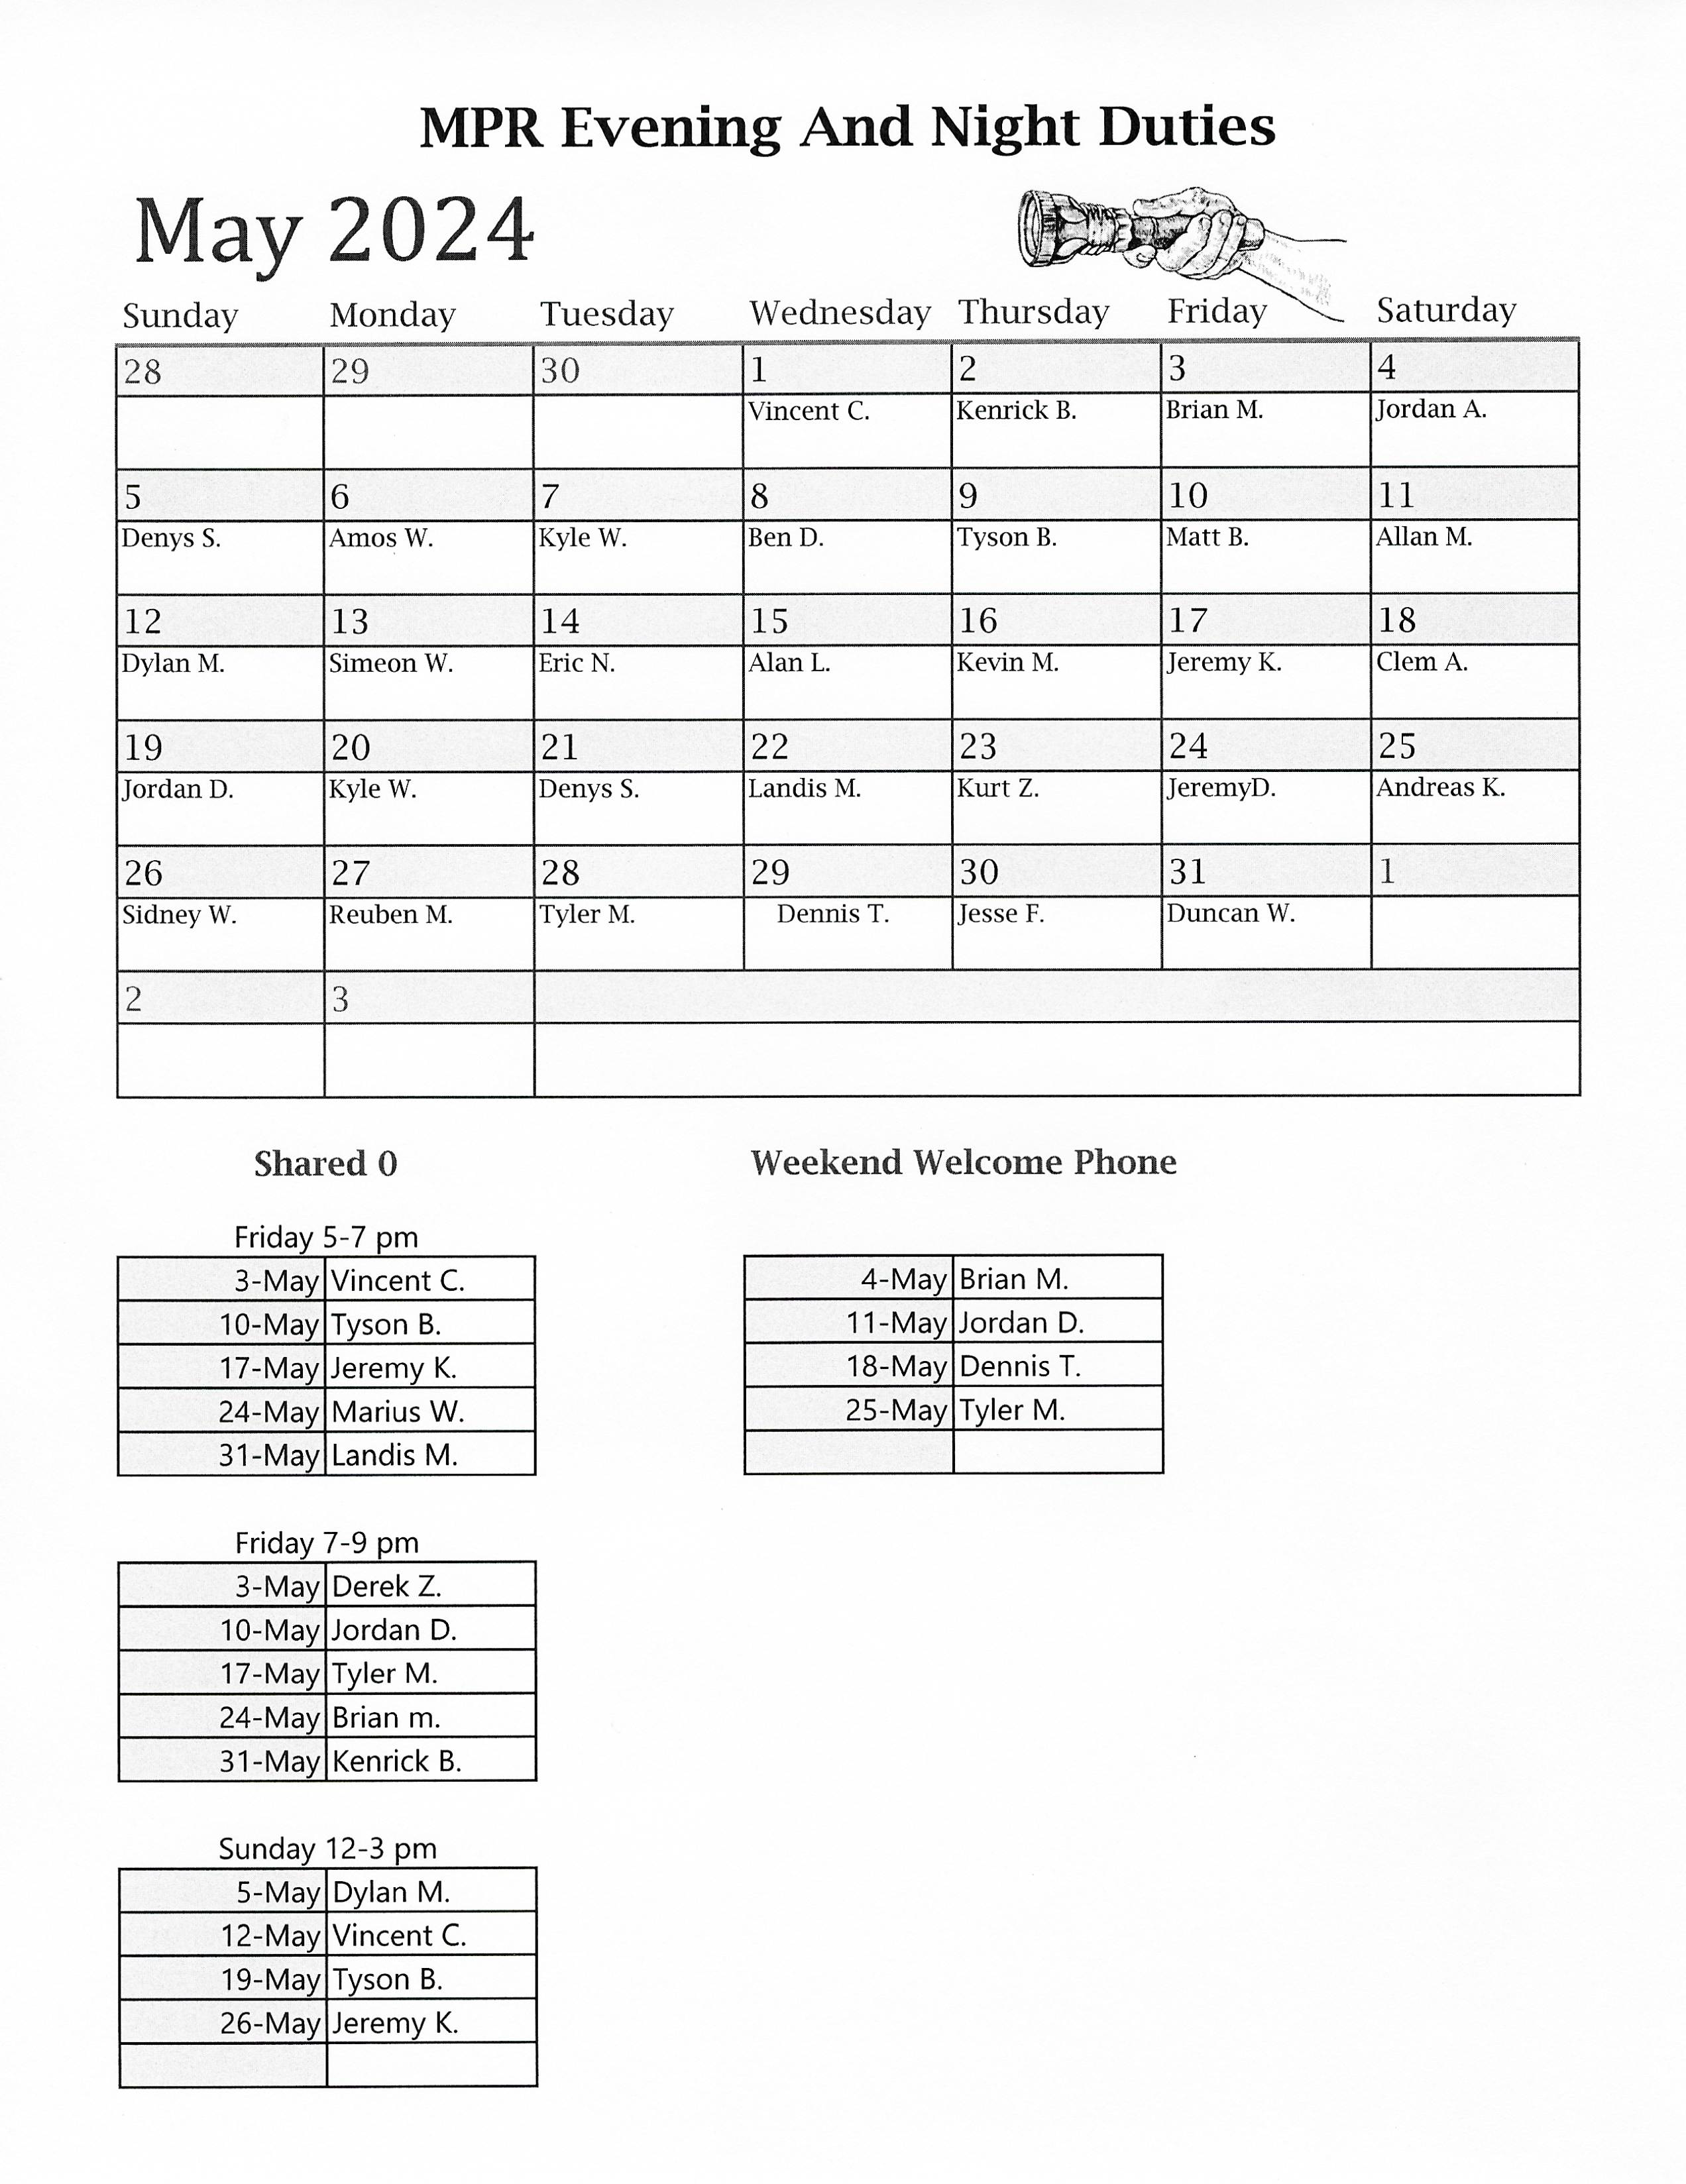 MPR Evening And Night Duties
May 2024
Sunday Monday Tuesday Wednesday Thursday Friday Saturday
28 29 30 1 2 3 4
Vincent C. Kenrick B. Brian M. Jordan A.
5 6 7 8 9 10 11
Denys S. Amos W. Kyle W. Ben D. Tyson B. Matt B. Allan M.
12 13 14 15 16 17 18
Dylan M. Simeon W. Eric N. Alan L. Kevin M. Jeremy K. Clem A.
19 20 21 22 23 24 25
Jordan D. Kyle W. Denys S. Landis M. Kurt Z. JeremyD. Andreas K.
26 27 28 29 30 31 1
Sidney W. Reuben M. Tyler M. Dennis T. Jesse F. Duncan W.
2 3
Shared 0
Friday 5-7 pm
3-May Vincent C.
10-May Tyson B.
17-May Jeremy K.
24-May Marius W.
31-May Landis M.
Friday 7-9 pm
3-May Derek Z.
10-May Jordan D.
17-May Tyler M.
24-May Brian m.
31-May Kenrick B.
Sunday 12-3 pm
5-May Dylan M.
12-May Vincent C.
19-May Tyson B.
26-May Jeremy K.
Weekend Welcome Phone
4-May Brian M.
11-May Jordan D.
18-May Dennis T.
25-May Tyler M.